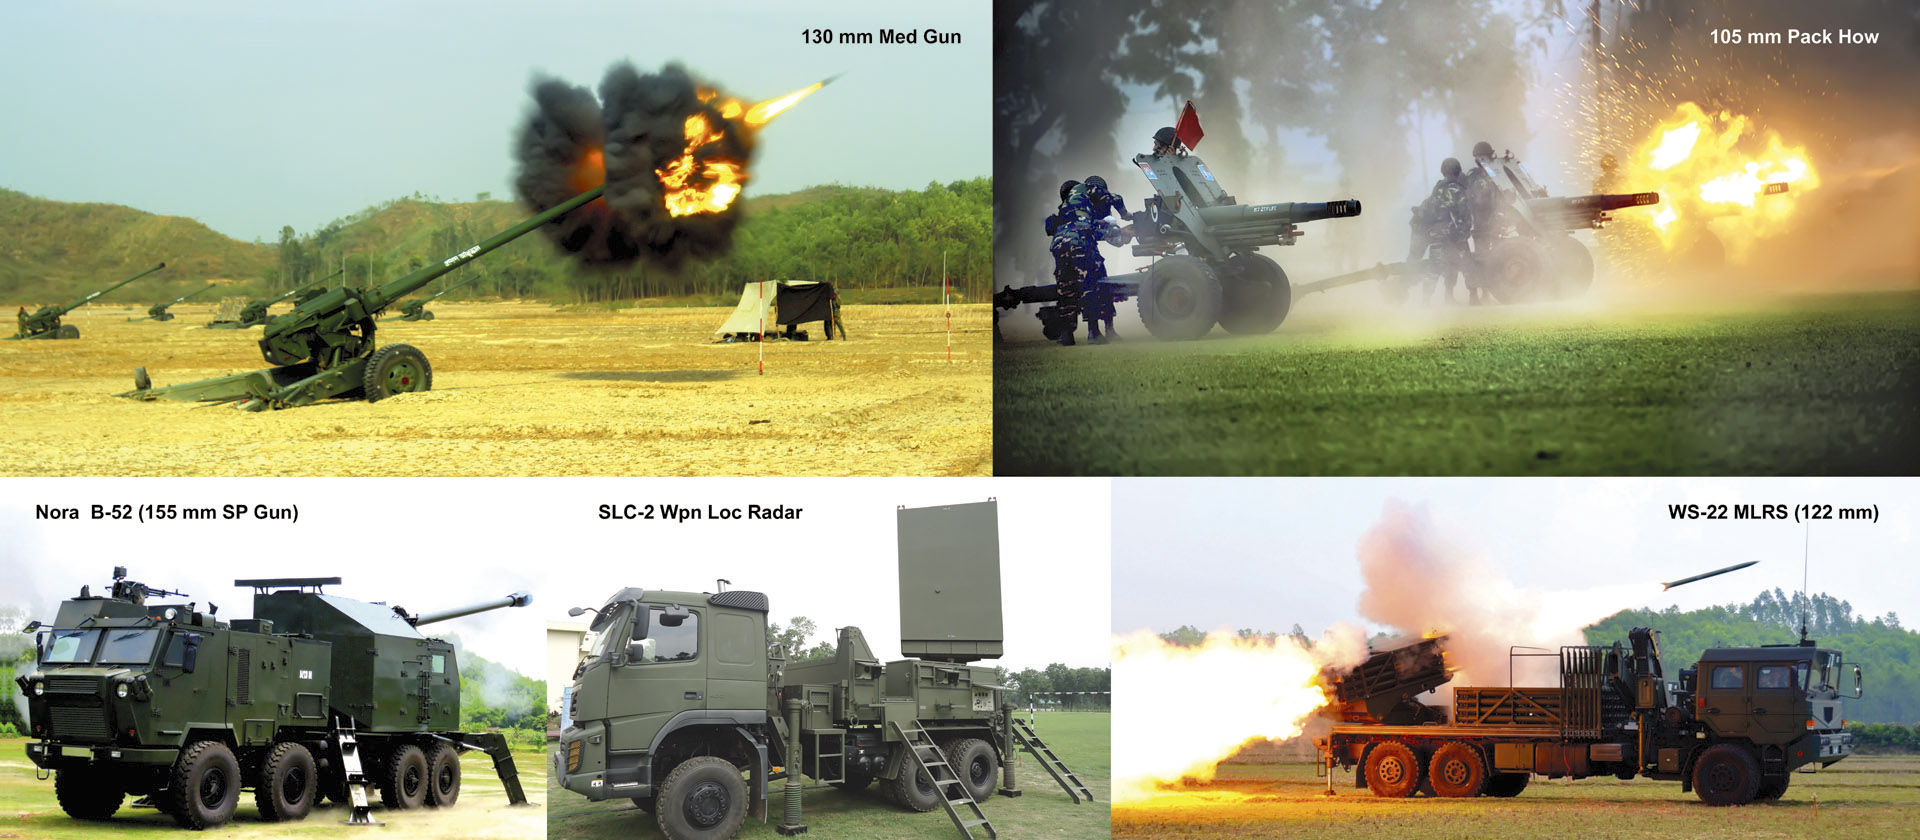 130 mm Med Gun
105 mm Pack How
Nora B-52 (155 mm SP Gun)
SLC-2 Wpn Loc Radar
WS-22 MLRS (122 mm)